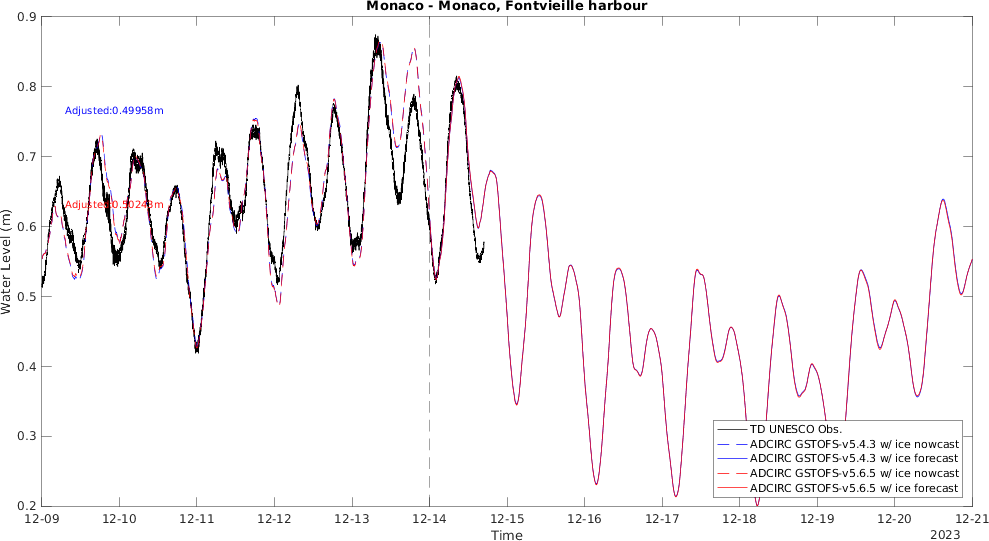 Monaco - Monaco, Fontvieille harbour
0.9
0.8
0.7
0.6
0.5
0.4
0.3
0.2
Water Level (m)
Adjusted:0.49958m
Adjusted:0.50243m
TD UNESCO Obs.
ADCIRC GSTOFS-v5.4.3 w/ ice nowcast
ADCIRC GSTOFS-v5.4.3 w/ ice forecast
ADCIRC GSTOFS-v5.6.5 w/ ice nowcast
ADCIRC GSTOFS-v5.6.5 w/ ice forecast
12-09 12-10 12-11 12-12 12-13 12-14 12-15 12-16 12-17 12-18 12-19 12-20 12-21
Time
2023